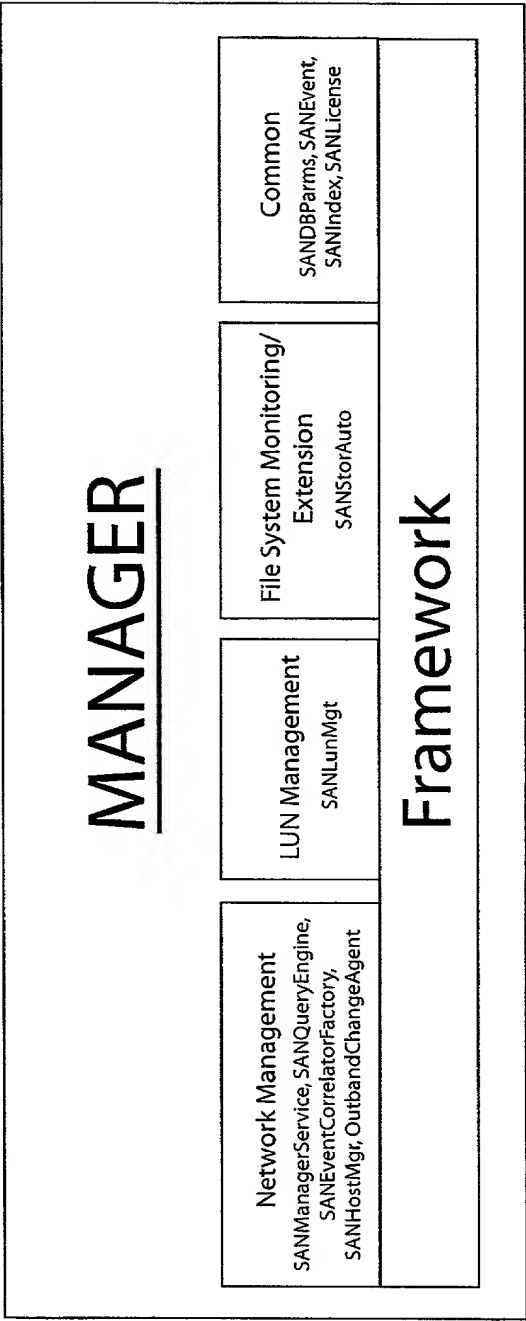 MANAGER
Network Management
SANManagerService, SANQueryEngine,
SANEventCorrelatorFactory,
SANHostMgr, OutbandChangeAgent
LUN Management
SANLunMgt
File System Monitoring/
Extension
SANStorAuto
Common
SANDBParms, SANEvent,
SANIndex, SANLicense
Framework